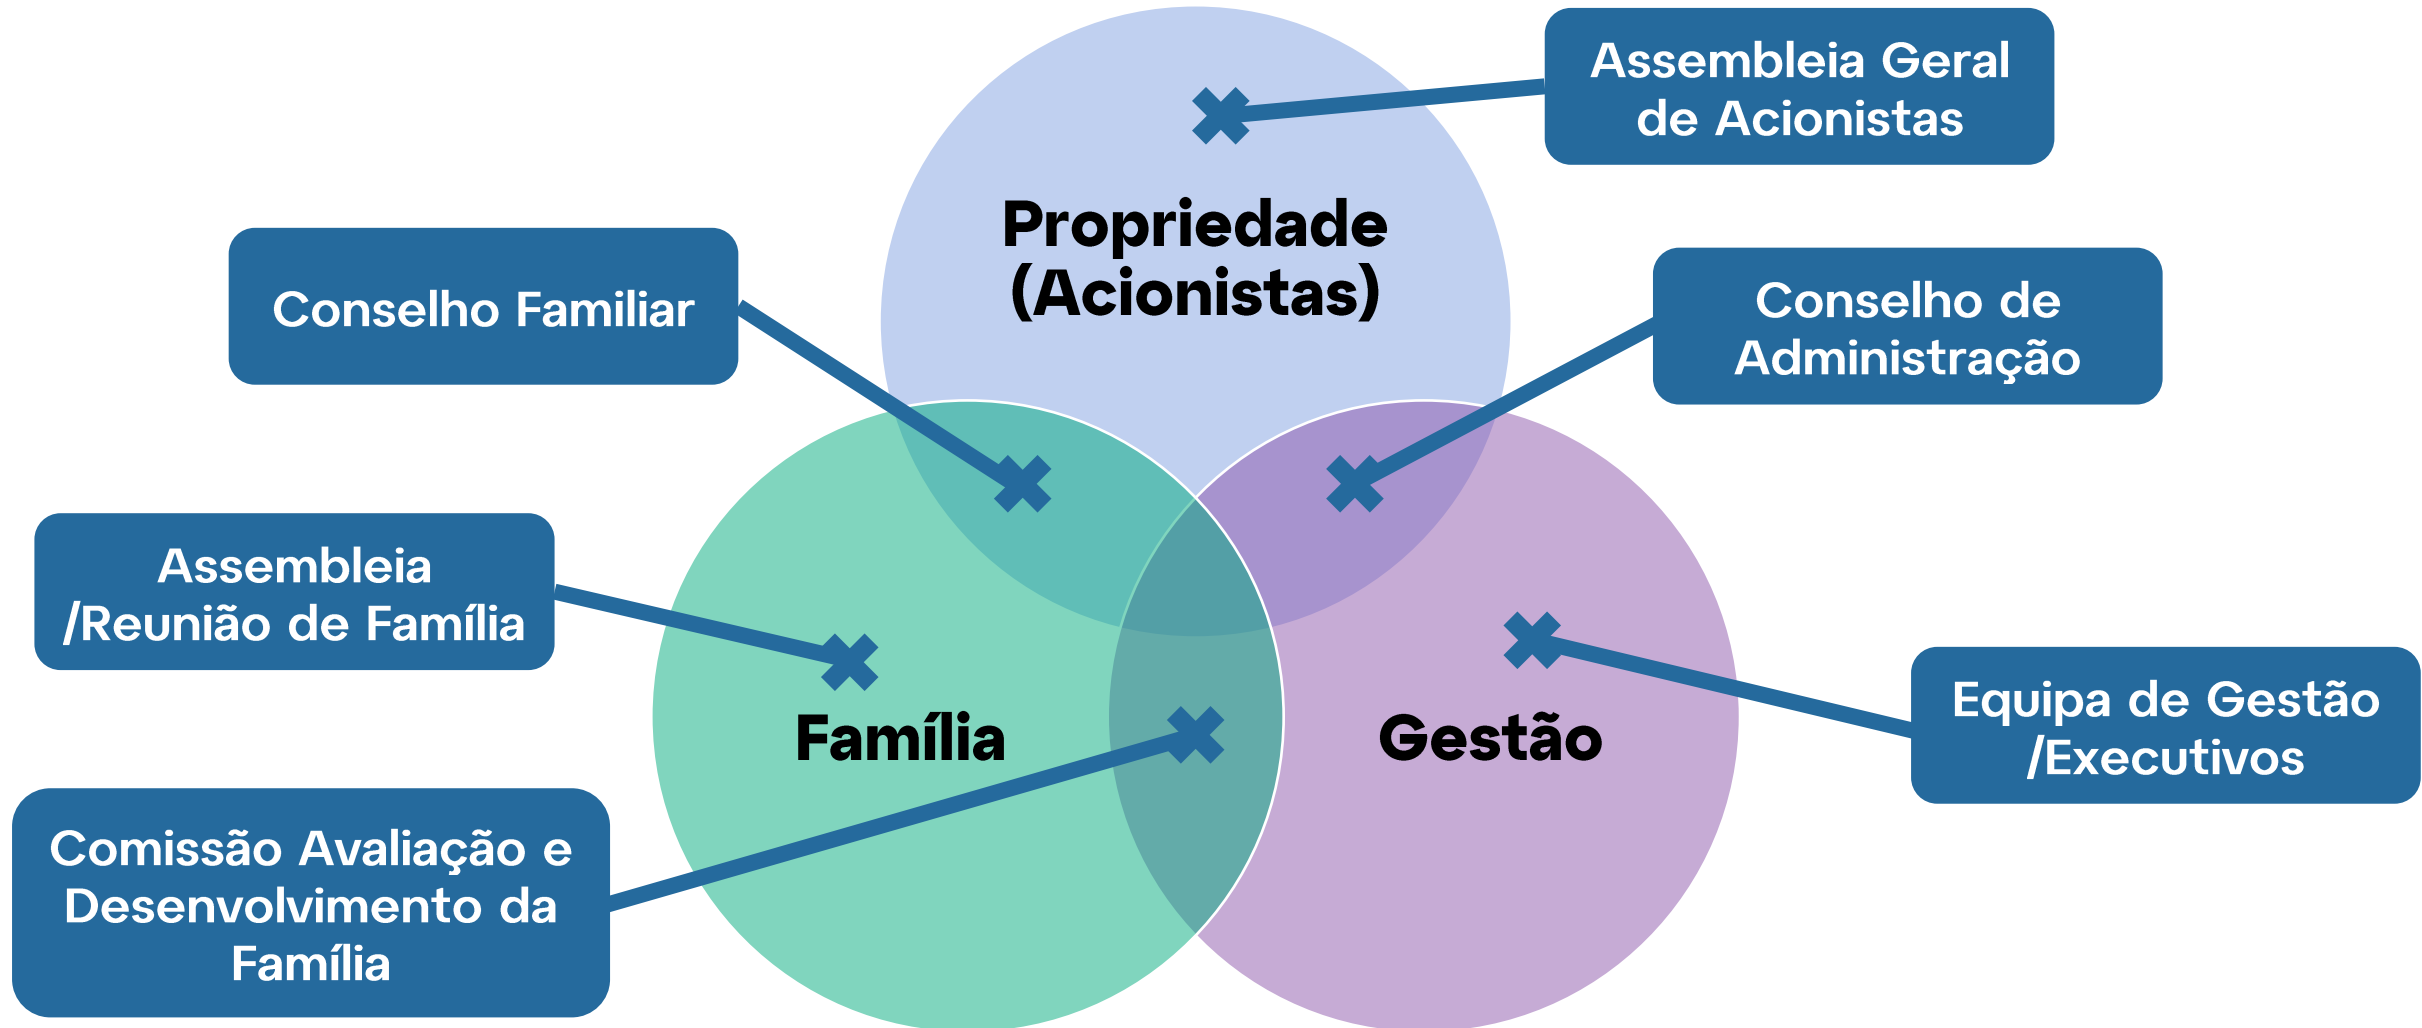 Assembleia Geral
de Acionistas
Propriedade
(Acionistas)
Conselho Familiar
Conselho de
Administração
Assembleia
/Reunião de Família
Família
Gestão
Equipa de Gestão
/Executivos
Comissão Avaliação e
Desenvolvimento da
Família